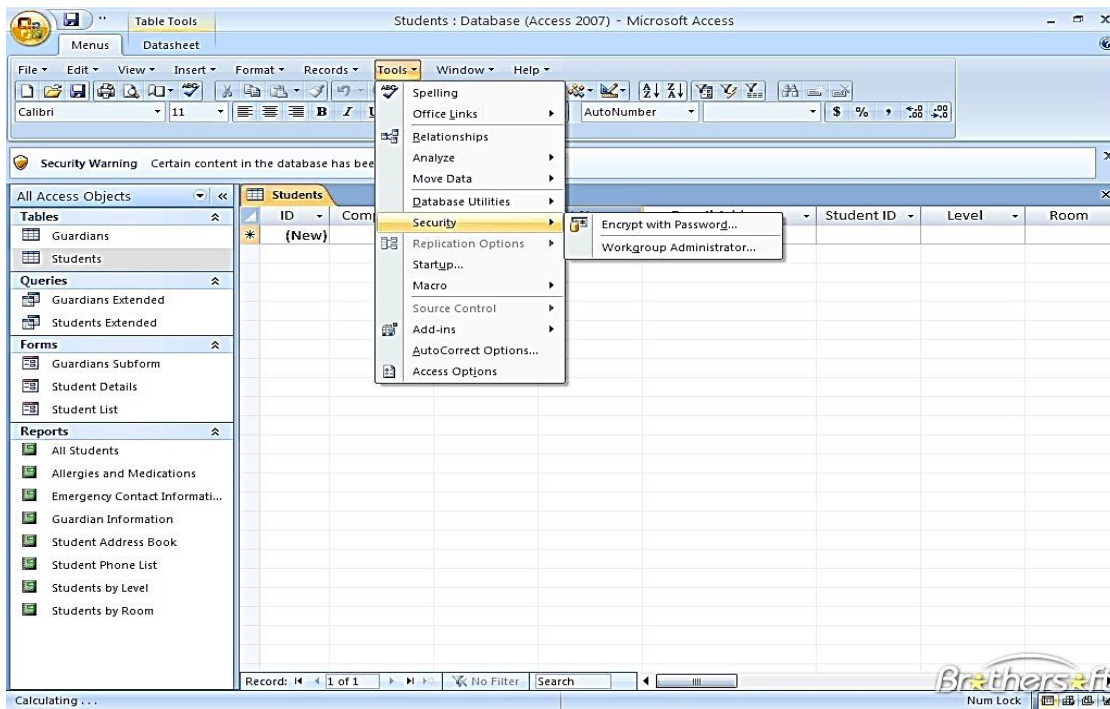 Table Tools
Students : Database (Access 2007) - Microsoft Access
Menus Datasheet
File Edit View Insert Format Records Tools Window Help
Calibri 11 B I AutoNumber $ % ,
Security Warning Certain content in the database has bee
All Access Objects
Students
Tables
Guardians
Students
Queries
Guardians Extended
Students Extended
Forms
Guardians Subform
Student Details
Student List
Reports
All Students
Allergies and Medications
Emergency Contact Informati...
Guardian Information
Student Address Book
Student Phone List
Students by Level
Students by Room
ID Student ID Level Room
(New)
Spelling
Office Links
Relationships
Analyze
Move Data
Database Utilities
Security
Replication Options
Startup...
Macro
Source Control
Add-ins
AutoCorrect Options...
Access Options
Encrypt with Password...
Workgroup Administrator...
Record: 1 of 1 No Filter Search
Calculating . . . Num Lock
Brothersoft